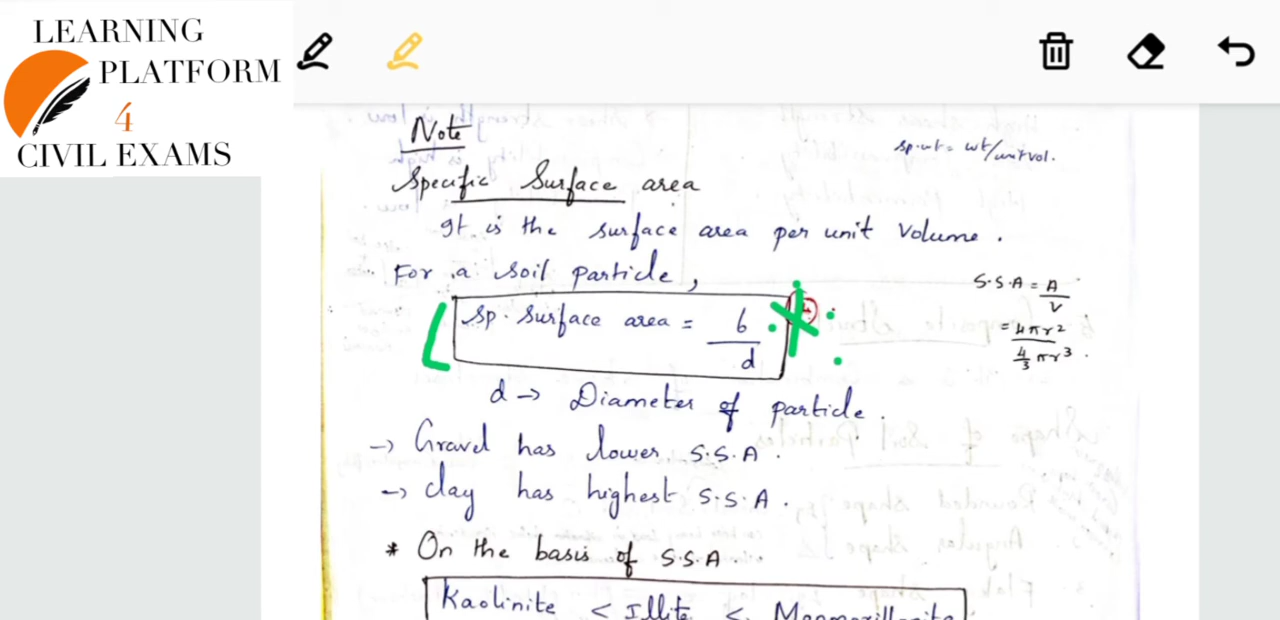 LEARNING
PLATFORM
4
CIVIL EXAMS
Note
sp.wt = wt/unit vol.
Specific Surface area
It is the surface area per unit volume.
For a soil particle,
Sp. Surface area = 6/d
S.S.A = A/V
= 4πr²/(4/3 πr³)
d → Diameter of particle.
→ Gravel has lower S.S.A.
→ clay has highest S.S.A.
* On the basis of S.S.A.
Kaolinite < Illite <